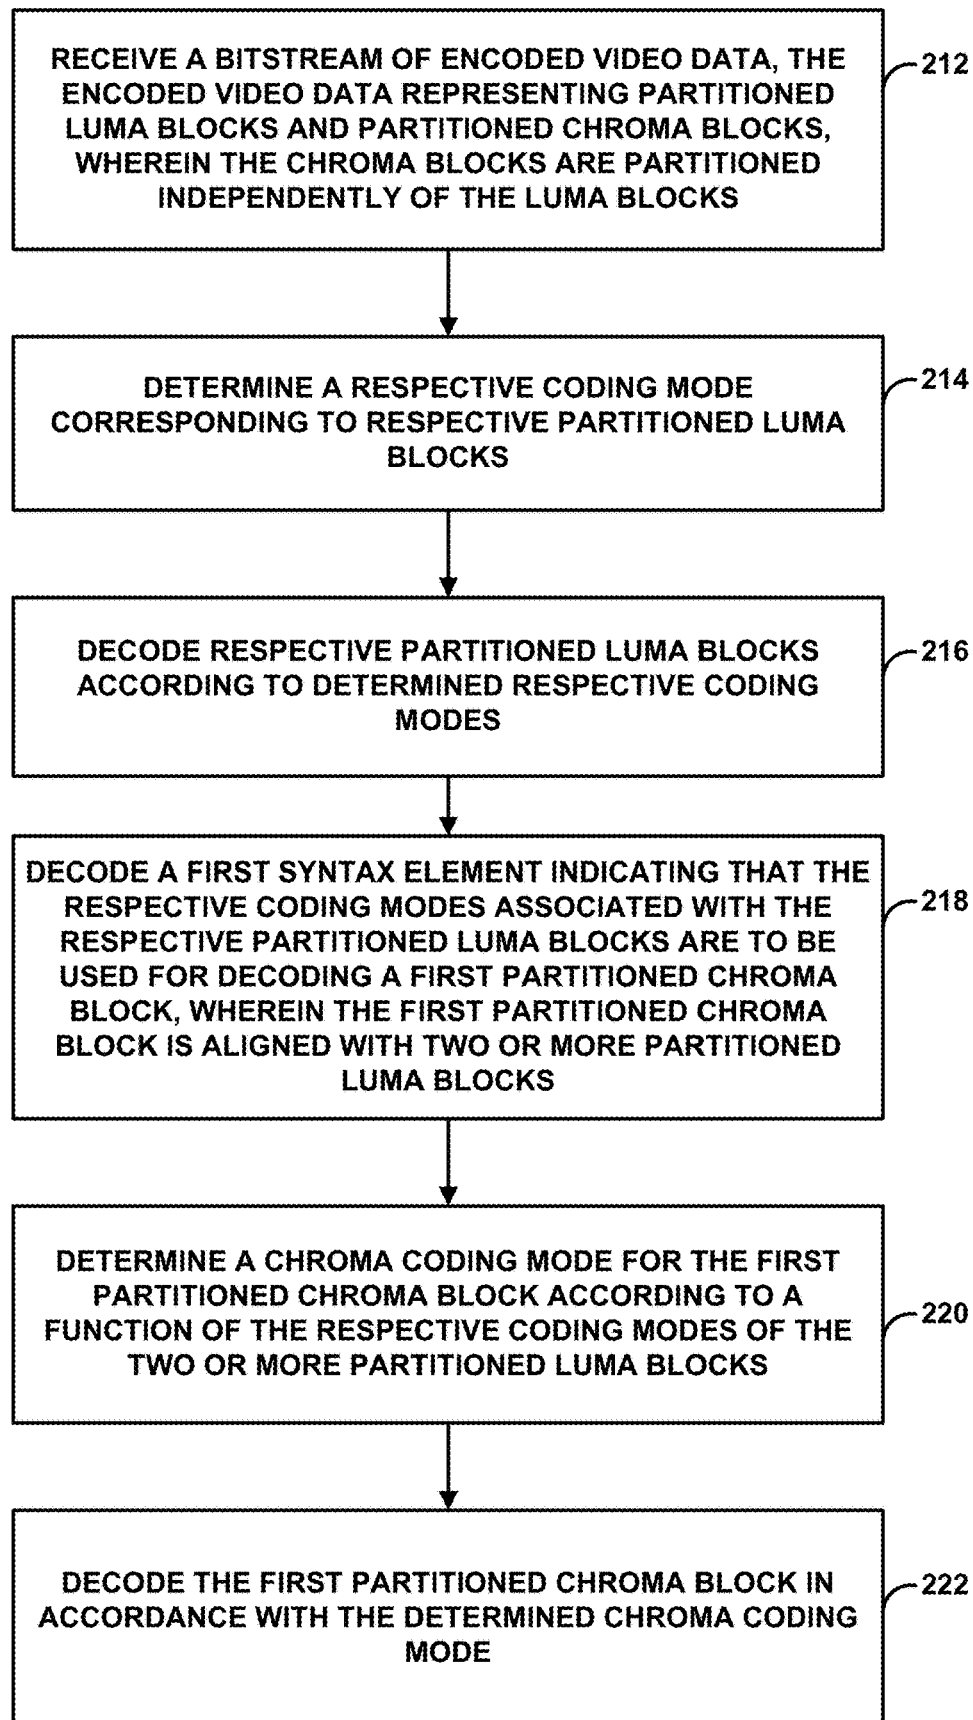 RECEIVE A BITSTREAM OF ENCODED VIDEO DATA, THE
ENCODED VIDEO DATA REPRESENTING PARTITIONED
LUMA BLOCKS AND PARTITIONED CHROMA BLOCKS,
WHEREIN THE CHROMA BLOCKS ARE PARTITIONED
INDEPENDENTLY OF THE LUMA BLOCKS
212
DETERMINE A RESPECTIVE CODING MODE
CORRESPONDING TO RESPECTIVE PARTITIONED LUMA
BLOCKS
214
DECODE RESPECTIVE PARTITIONED LUMA BLOCKS
ACCORDING TO DETERMINED RESPECTIVE CODING
MODES
216
DECODE A FIRST SYNTAX ELEMENT INDICATING THAT THE
RESPECTIVE CODING MODES ASSOCIATED WITH THE
RESPECTIVE PARTITIONED LUMA BLOCKS ARE TO BE
USED FOR DECODING A FIRST PARTITIONED CHROMA
BLOCK, WHEREIN THE FIRST PARTITIONED CHROMA
BLOCK IS ALIGNED WITH TWO OR MORE PARTITIONED
LUMA BLOCKS
218
DETERMINE A CHROMA CODING MODE FOR THE FIRST
PARTITIONED CHROMA BLOCK ACCORDING TO A
FUNCTION OF THE RESPECTIVE CODING MODES OF THE
TWO OR MORE PARTITIONED LUMA BLOCKS
220
DECODE THE FIRST PARTITIONED CHROMA BLOCK IN
ACCORDANCE WITH THE DETERMINED CHROMA CODING
MODE
222